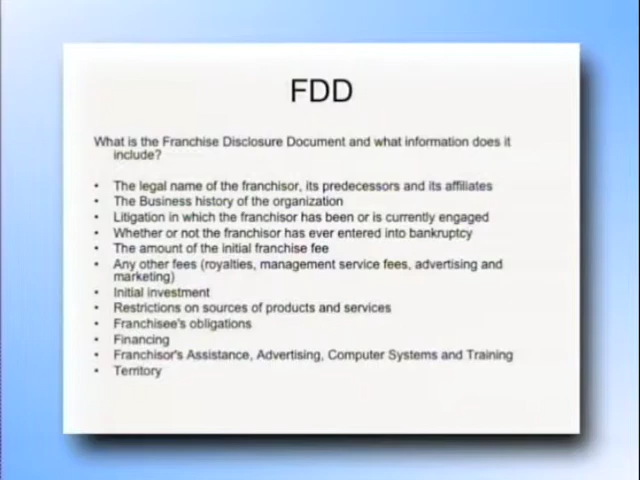 FDD
What is the Franchise Disclosure Document and what information does it
include?
• The legal name of the franchisor, its predecessors and its affiliates
• The Business history of the organization
• Litigation in which the franchisor has been or is currently engaged
• Whether or not the franchisor has ever entered into bankruptcy
• The amount of the initial franchise fee
• Any other fees (royalties, management service fees, advertising and
marketing)
• Initial investment
• Restrictions on sources of products and services
• Franchisee's obligations
• Financing
• Franchisor's Assistance, Advertising, Computer Systems and Training
• Territory